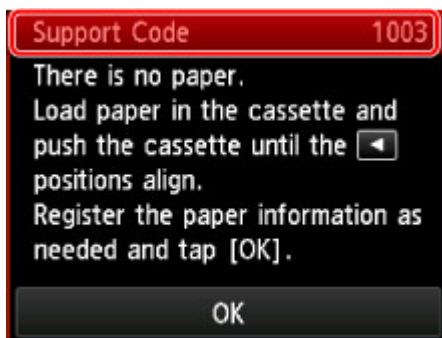 Support Code 1003
There is no paper.
Load paper in the cassette and
push the cassette until the ◀
positions align.
Register the paper information as
needed and tap [OK].
OK